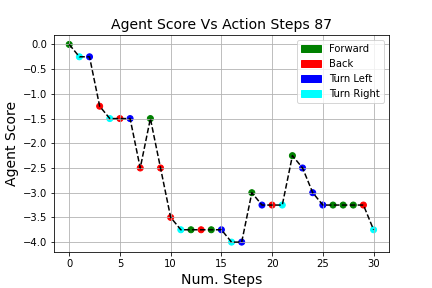 Agent Score Vs Action Steps 87
Agent Score
0.0
−0.5
−1.0
−1.5
−2.0
−2.5
−3.0
−3.5
−4.0
Forward
Back
Turn Left
Turn Right
0 5 10 15 20 25 30
Num. Steps